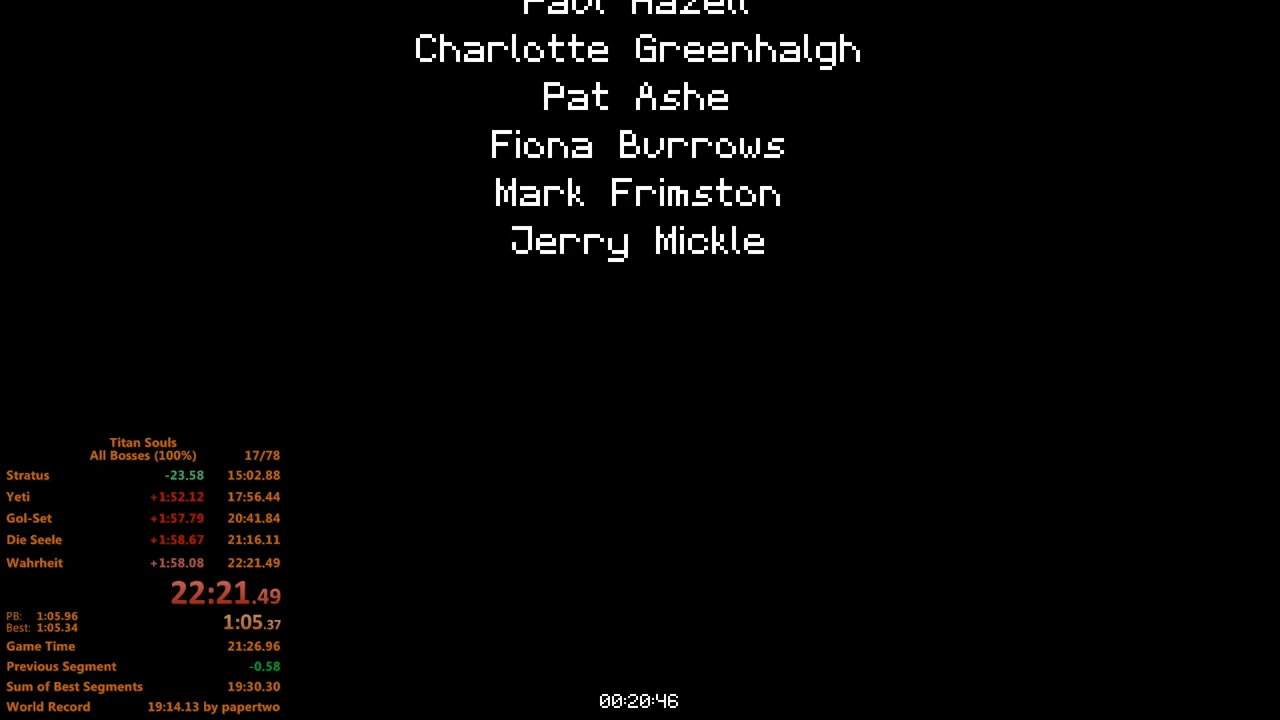 Paul Hazell
Charlotte Greenhalgh
Pat Ashe
Fiona Burrows
Mark Frimston
Jerry Mickle
Titan Souls
All Bosses (100%) 17/78
Stratus -23.58 15:02.88
Yeti +1:52.12 17:56.44
Gol-Set +1:57.79 20:41.84
Die Seele +1:58.67 21:16.11
Wahrheit +1:58.08 22:21.49
22:21.49
PB: 1:05.96
Best: 1:05.34
1:05.37
Game Time 21:26.96
Previous Segment -0.58
Sum of Best Segments 19:30.30
World Record 19:14.13 by papertwo
00:20:46